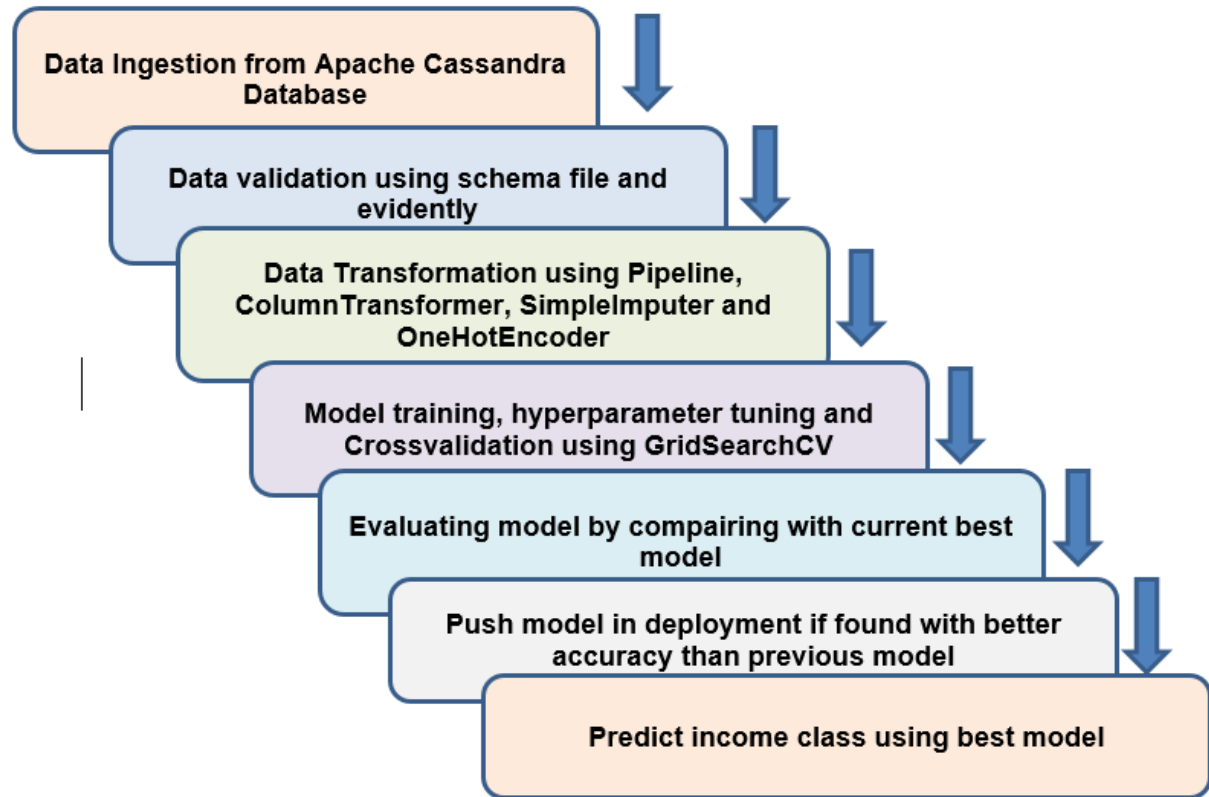 Data Ingestion from Apache Cassandra
Database
Data validation using schema file and
evidently
Data Transformation using Pipeline,
ColumnTransformer, SimpleImputer and
OneHotEncoder
Model training, hyperparameter tuning and
Crossvalidation using GridSearchCV
Evaluating model by compairing with current best
model
Push model in deployment if found with better
accuracy than previous model
Predict income class using best model